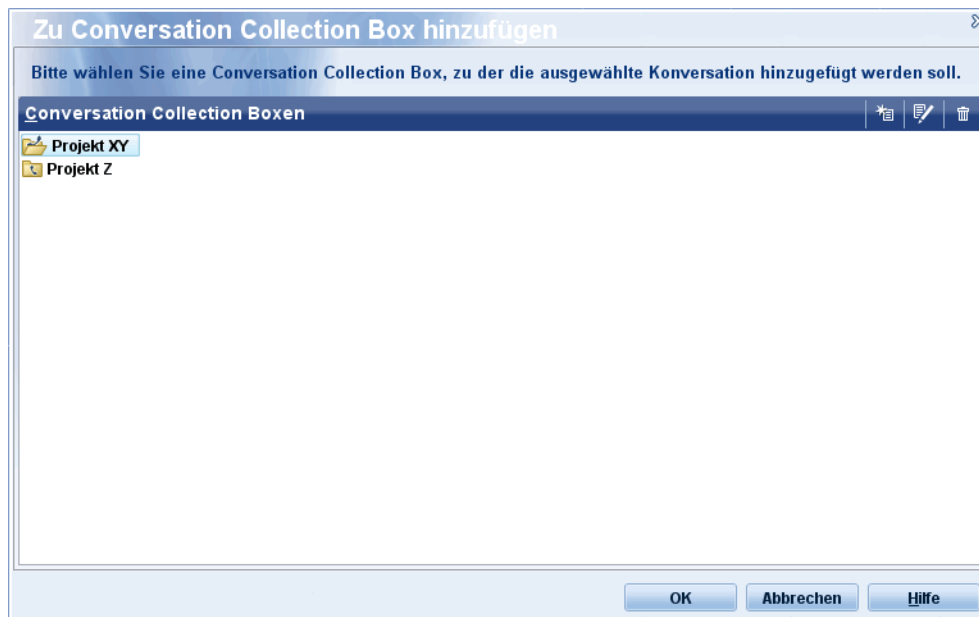 Zu Conversation Collection Box hinzufügen
Bitte wählen Sie eine Conversation Collection Box, zu der die ausgewählte Konversation hinzugefügt werden soll.
Conversation Collection Boxen
Projekt XY
Projekt Z
OK Abbrechen Hilfe